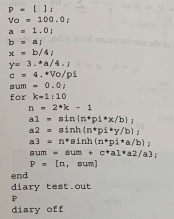 P = [ ];
Vo = 100.0;
a = 1.0;
b = a;
x = b/4;
y= 3.*a/4.;
c = 4.*Vo/pi
sum = 0.0;
for k=1:10
n = 2*k - 1
a1 = sin(n*pi*x/b)
a2 = sinh(n*pi*y/b)
a3 = n*sinh(n*pi*a/b)
sum = sum + c*a1*a2/a3;
P = [n, sum]
end
diary test.out
P
diary off